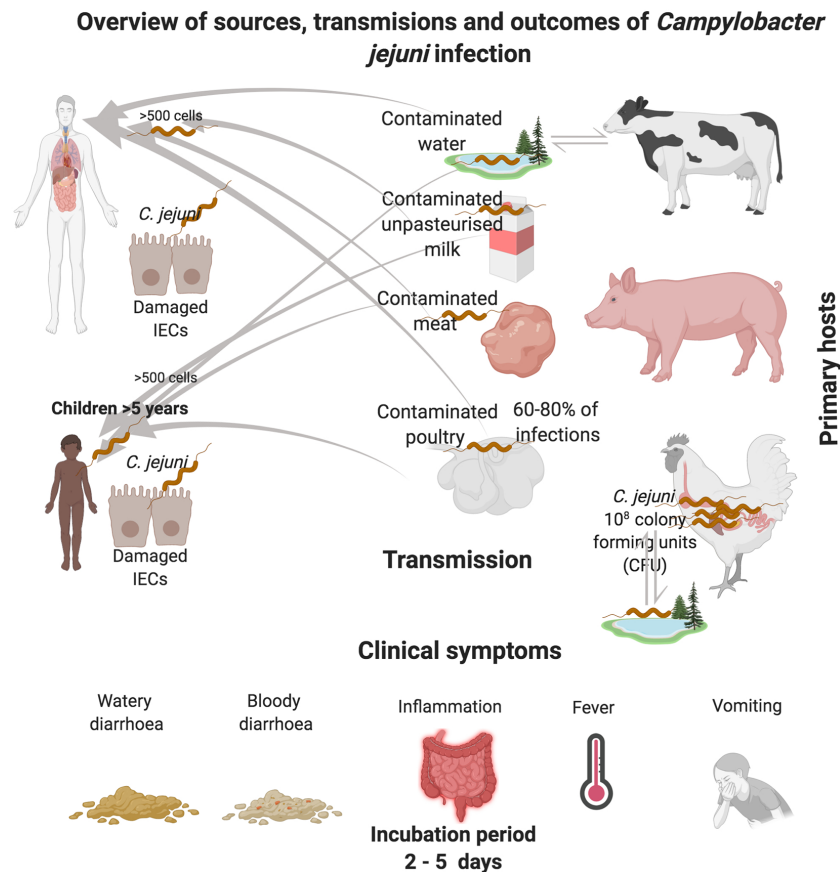 Overview of sources, transmisions and outcomes of Campylobacter
jejuni infection
>500 cells
C. jejuni
Damaged
IECs
Contaminated
water
Contaminated
unpasteurised
milk
Contaminated
meat
Contaminated
poultry
60-80% of
infections
Primary hosts
>500 cells
Children >5 years
C. jejuni
Damaged
IECs
C. jejuni
10⁸ colony
forming units
(CFU)
Transmission
Clinical symptoms
Watery
diarrhoea
Bloody
diarrhoea
Inflammation
Fever
Vomiting
Incubation period
2 - 5 days